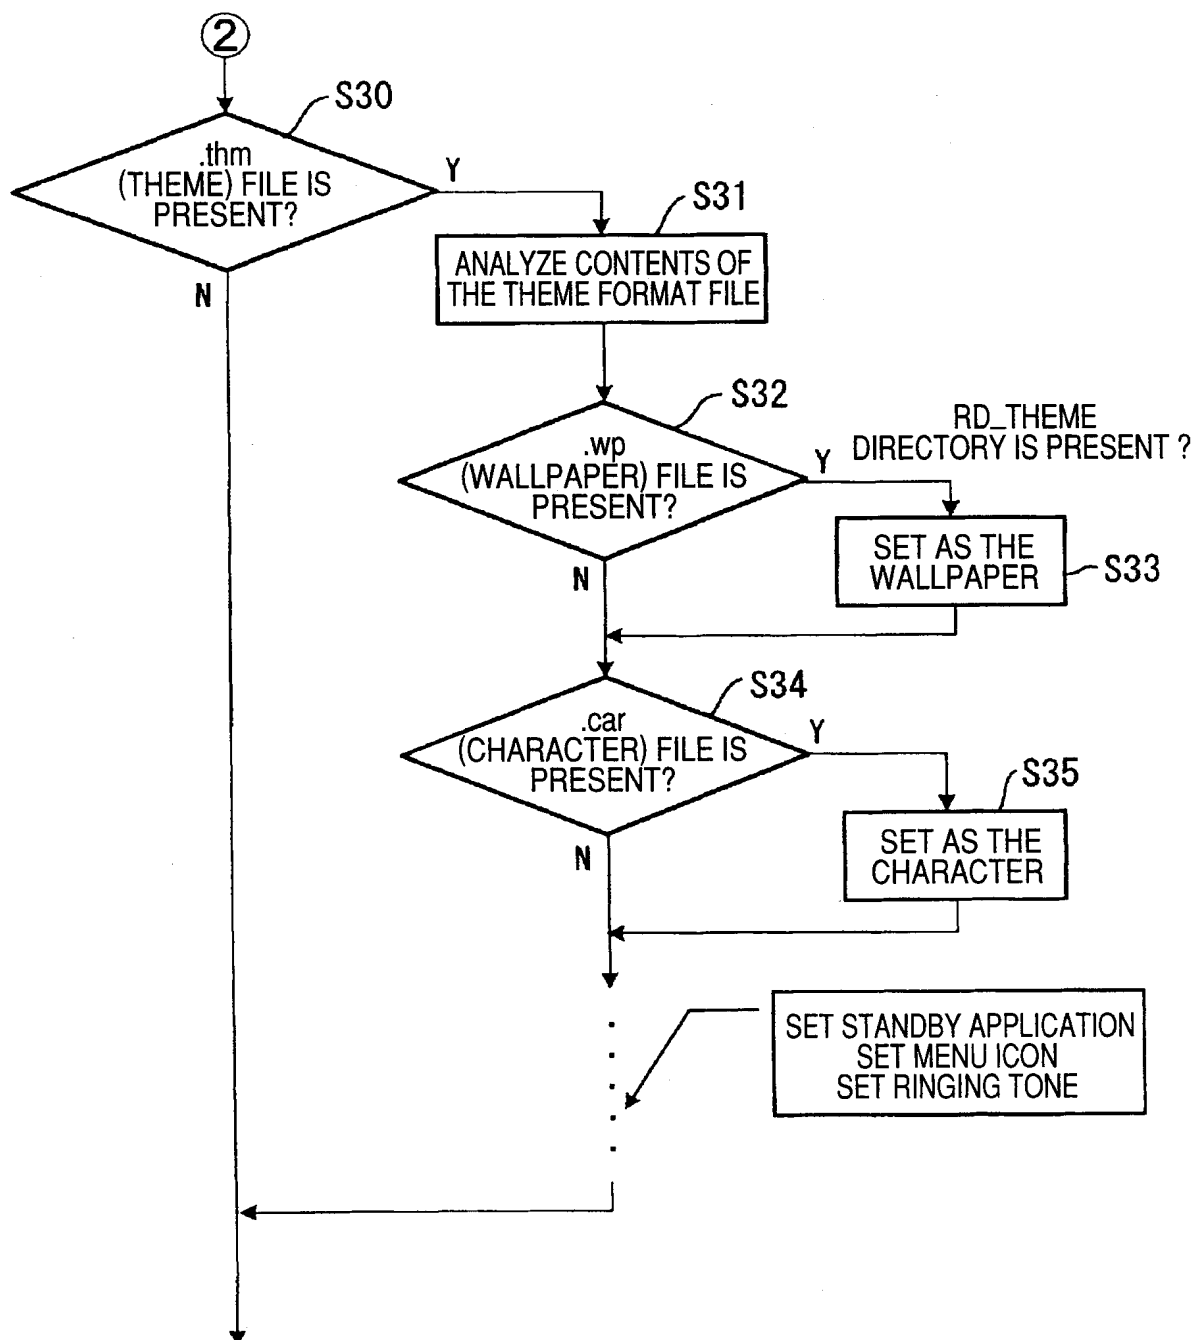 2
S30
.thm
(THEME) FILE IS
PRESENT?
Y
N
S31
ANALYZE CONTENTS OF
THE THEME FORMAT FILE
S32
.wp
(WALLPAPER) FILE IS
PRESENT?
Y
N
RD_THEME
DIRECTORY IS PRESENT ?
SET AS THE
WALLPAPER
S33
S34
.car
(CHARACTER) FILE IS
PRESENT?
Y
N
S35
SET AS THE
CHARACTER
SET STANDBY APPLICATION
SET MENU ICON
SET RINGING TONE